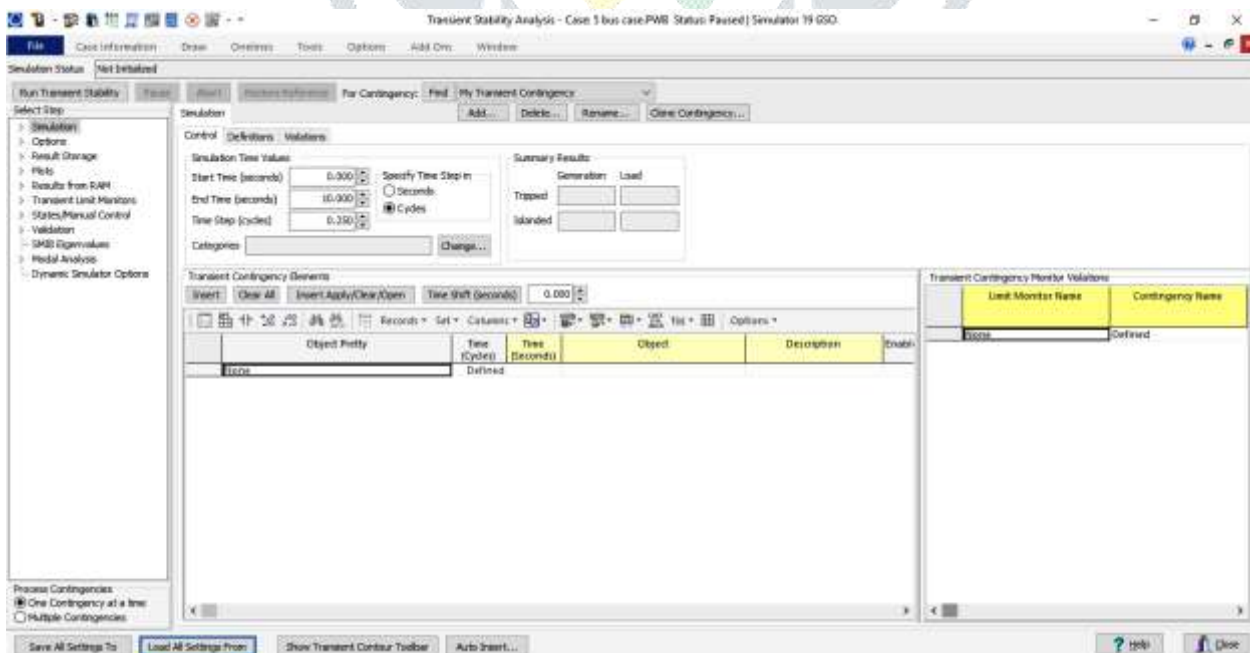 Transient Stability Analysis - Case: 5 bus case.PWB Status: Paused | Simulator 19 GSO
File Case Information Draw Onelines Tools Options Add Ons Window
Simulation Status Not Initialized
Run Transient Stability Pause Abort Restore Reference For Contingency: Find My Transient Contingency
Select Step
Simulation
Options
Result Storage
Plots
Results from RAM
Transient Limit Monitors
States/Manual Control
Validation
SMIB Eigenvalues
Modal Analysis
Dynamic Simulator Options
Process Contingencies
One Contingency at a time
Multiple Contingencies
Simulation Add... Delete... Rename... Clone Contingency...
Control Definitions Violations
Simulation Time Values
Start Time (seconds) 0.000
End Time (seconds) 10.000
Time Step (cycles)
Specify Time Step in
Seconds
Cycles
Categories Change...
Summary Results
Generation Load
Tripped
Islanded
Transient Contingency Elements
Insert Clear All Insert Apply/Clear/Open Time Shift (seconds) 0.000
Records Set Columns Options
Object Pretty Time (Cycles) Time (Seconds) Object Description Enabl
None Defined
Transient Contingency Monitor Violations
Limit Monitor Name Contingency Name
None Defined
Save All Settings To Load All Settings From Show Transient Contour Toolbar Auto Insert... Help Close